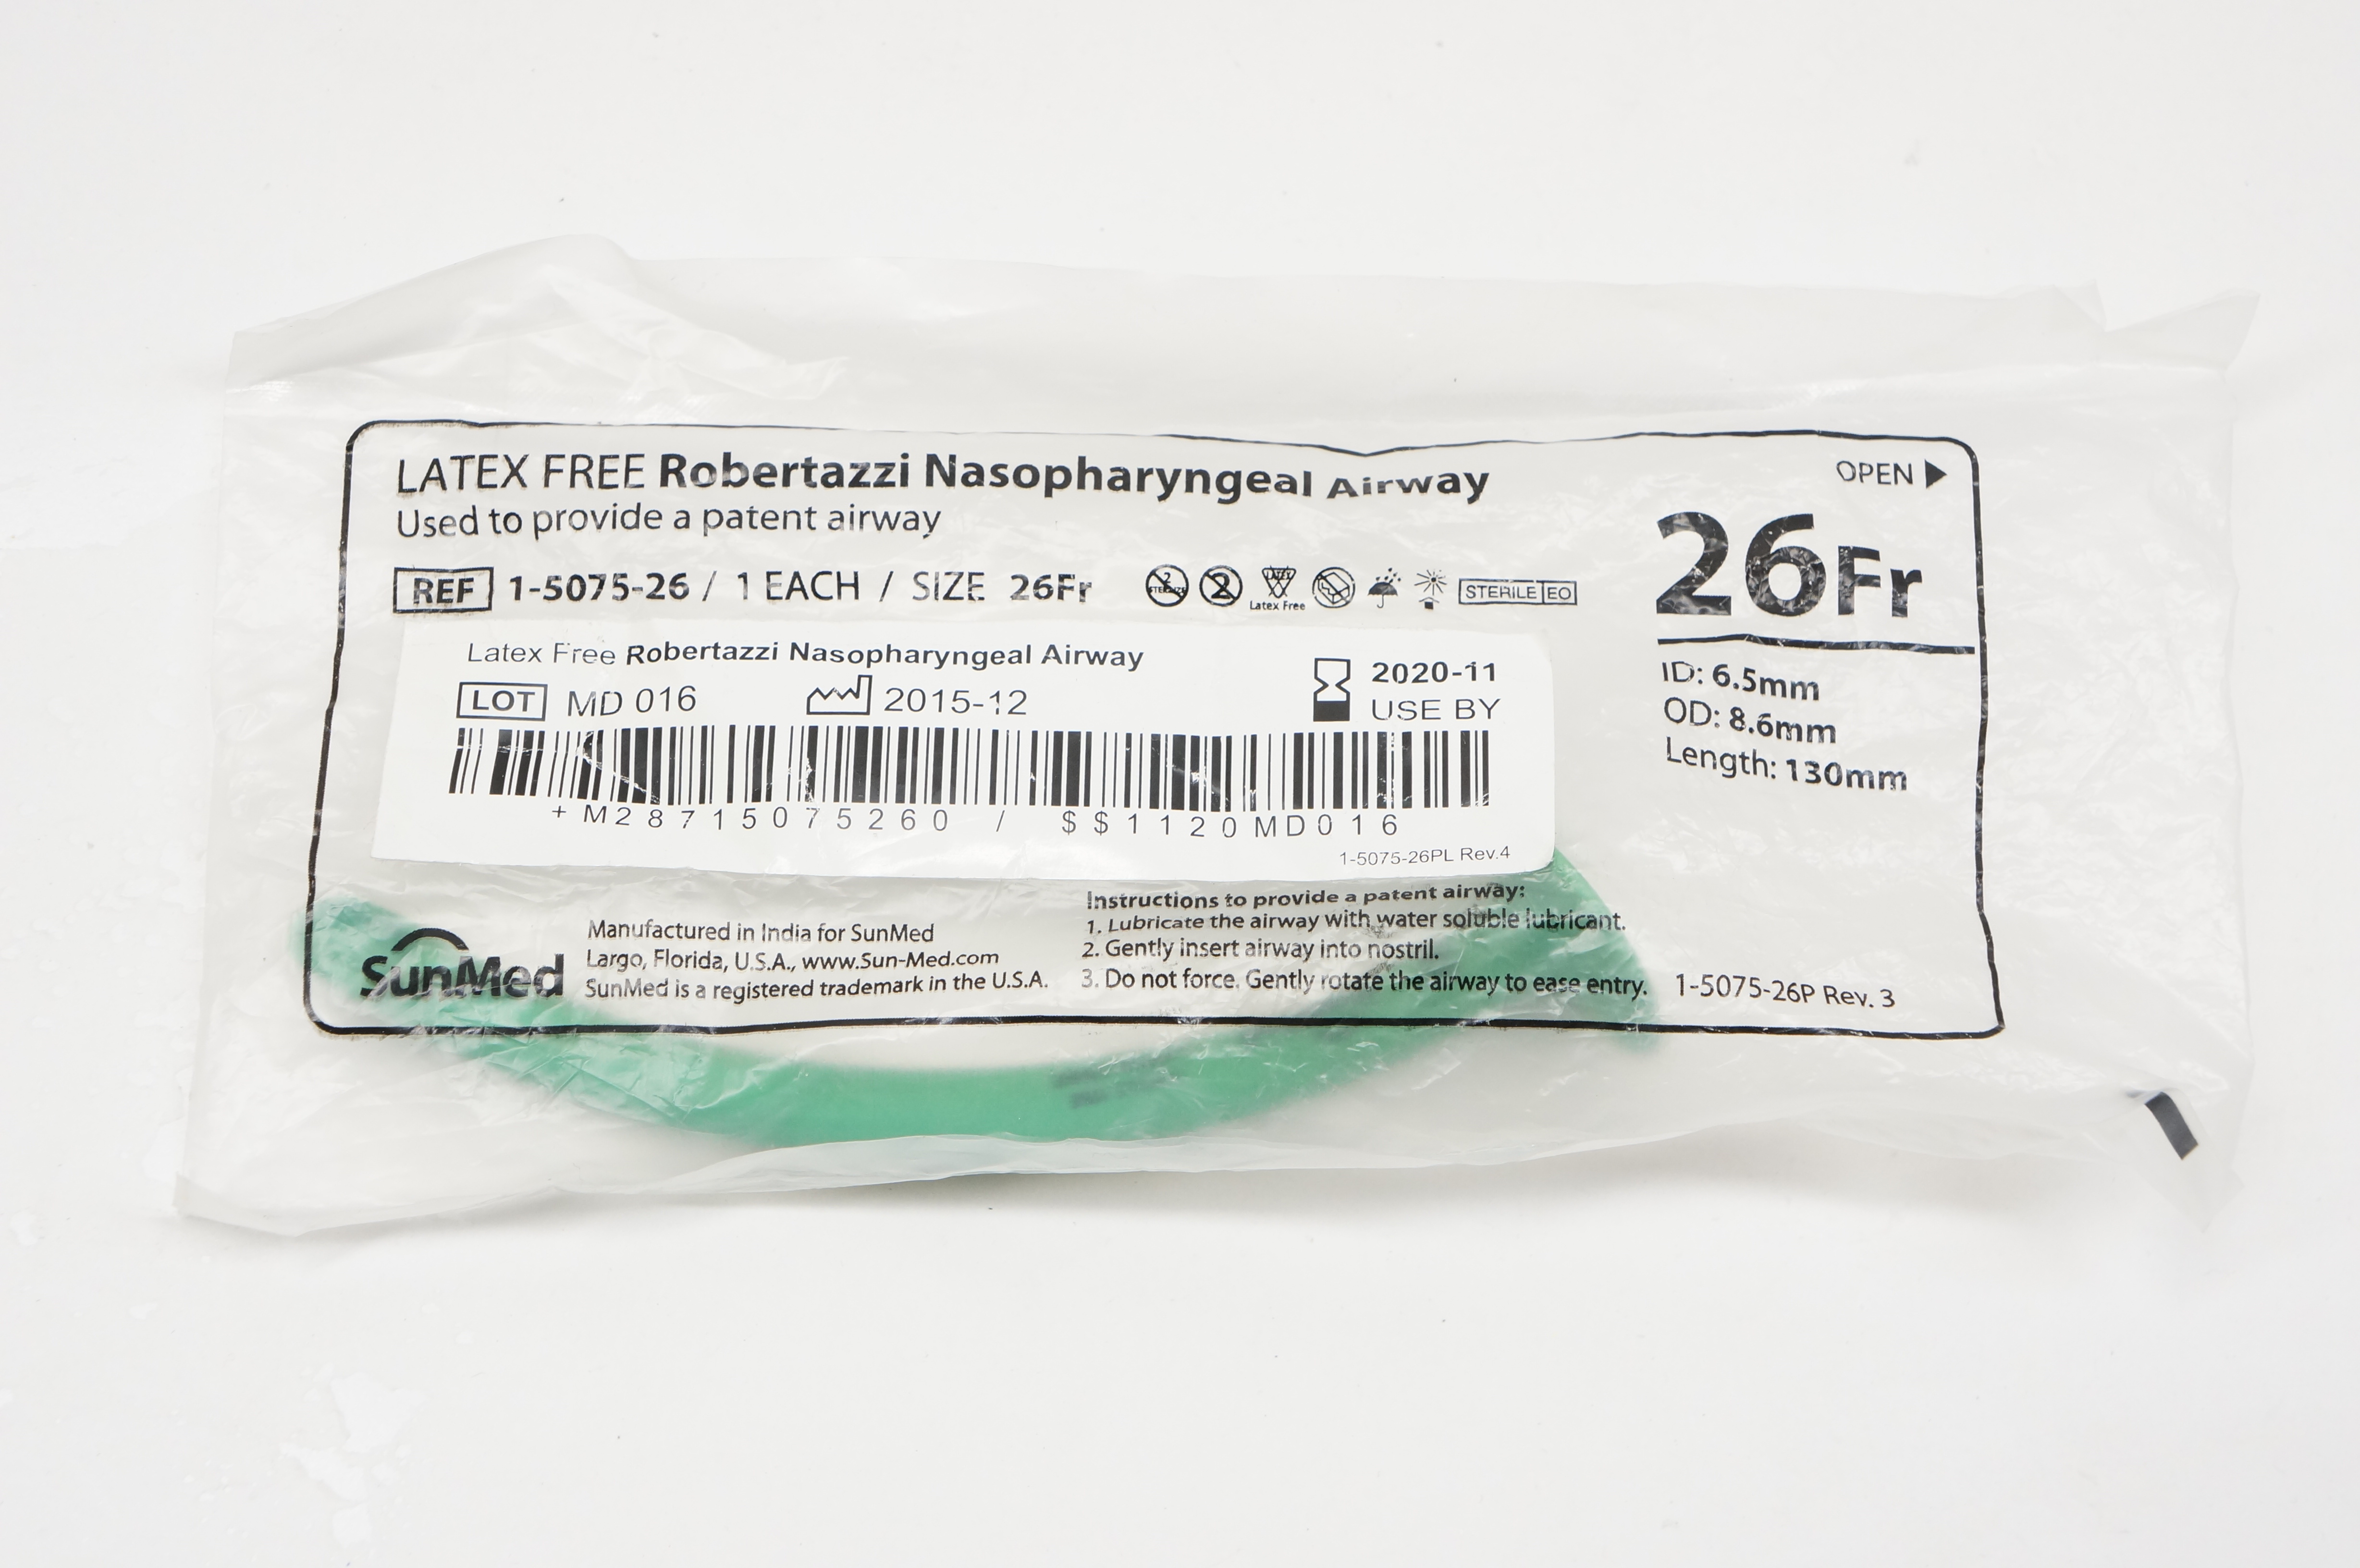 LATEX FREE Robertazzi Nasopharyngeal Airway
Used to provide a patent airway
OPEN
REF 1-5075-26 / 1 EACH / SIZE 26Fr
2 STERILIZE
2
LATEX
Latex Free
STERILE EO
26Fr
ID: 6.5mm
OD: 8.6mm
Length: 130mm
Latex Free Robertazzi Nasopharyngeal Airway
LOT MD 016 2015-12
2020-11
USE BY
+M28715075260 / $$1120MD016
1-5075-26PL Rev.4
SunMed
Manufactured in India for SunMed
Largo, Florida, U.S.A., www.Sun-Med.com
SunMed is a registered trademark in the U.S.A.
Instructions to provide a patent airway:
1. Lubricate the airway with water soluble lubricant.
2. Gently insert airway into nostril.
3. Do not force. Gently rotate the airway to ease entry.
1-5075-26P Rev. 3